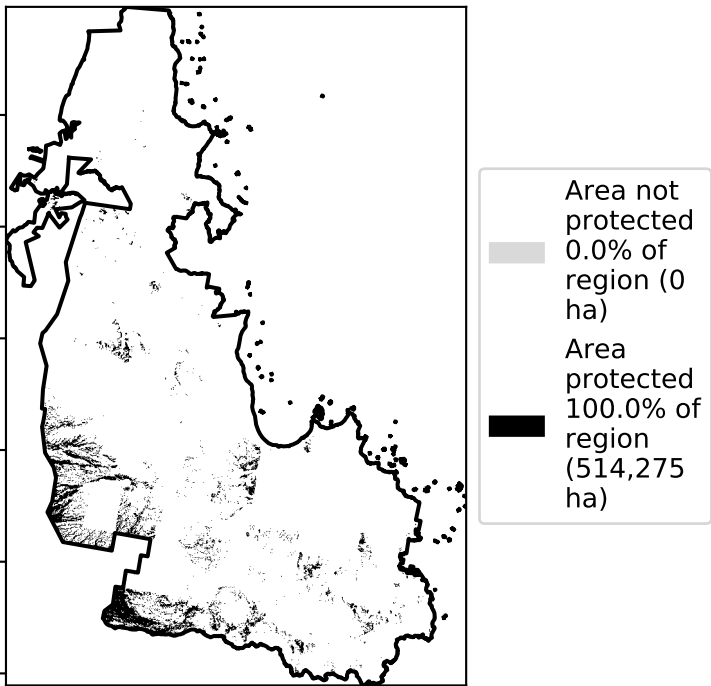 Area not
protected
0.0% of
region (0
ha)
Area
protected
100.0% of
region
(514,275
ha)